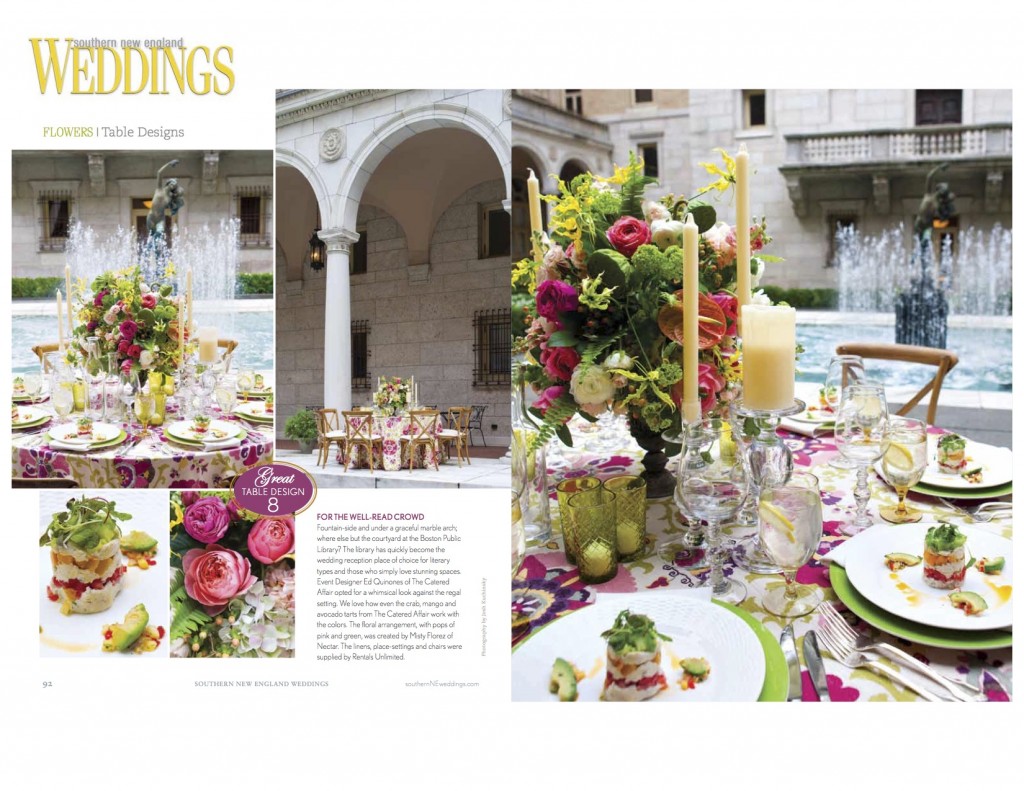 southern new england
WEDDINGS
FLOWERS | Table Designs
Great
TABLE DESIGN
8
FOR THE WELL-READ CROWD
Fountain-side and under a graceful marble arch;
where else but the courtyard at the Boston Public
Library? The library has quickly become the
wedding reception place of choice for literary
types and those who simply love stunning spaces.
Event Designer Ed Quinones of The Catered
Affair opted for a whimsical look against the regal
setting. We love how even the crab, mango and
avocado tarts from The Catered Affair work with
the colors. The floral arrangement, with pops of
pink and green, was created by Misty Florez of
Nectar. The linens, place-settings and chairs were
supplied by Rentals Unlimited.
Photography by Josh
92
SOUTHERN NEW ENGLAND WEDDINGS
southernNEweddings.com